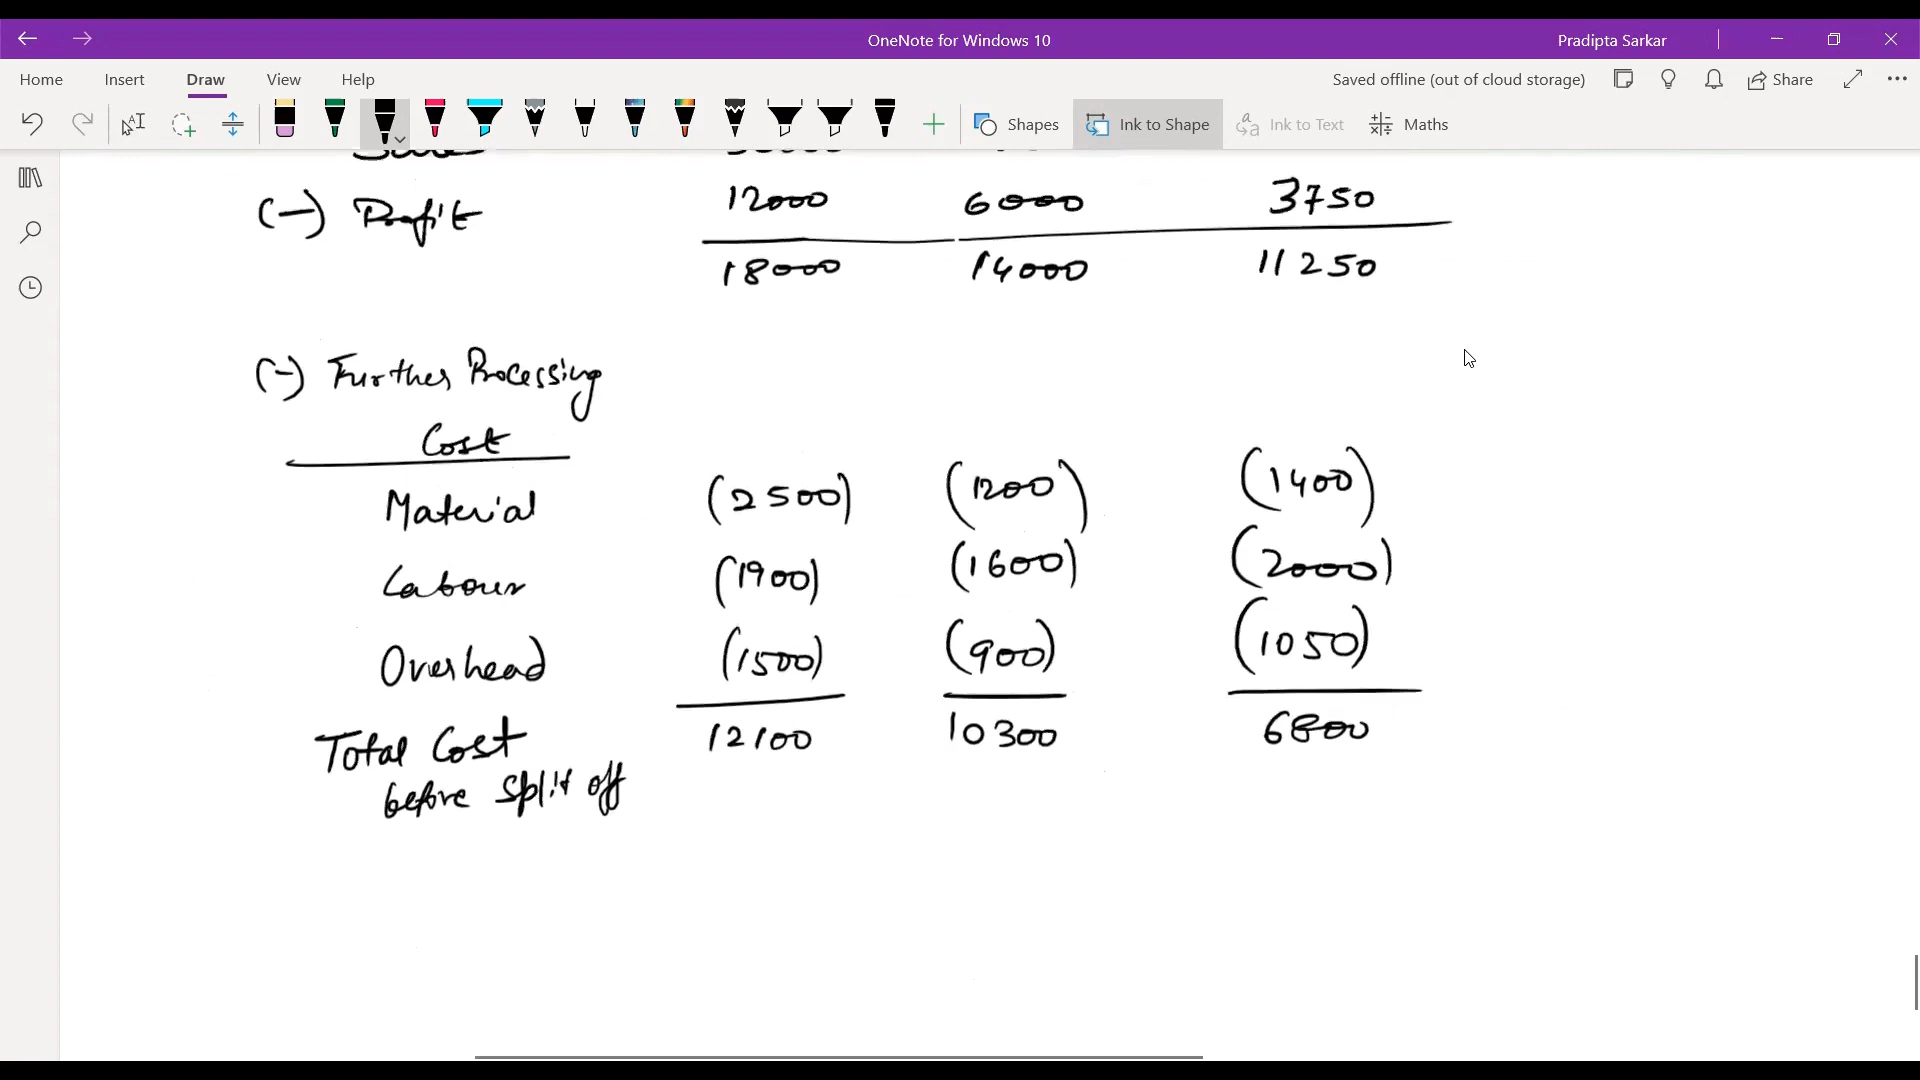 OneNote for Windows 10
Pradipta Sarkar
Home Insert Draw View Help
Saved offline (out of cloud storage) Share
Shapes Ink to Shape Ink to Text Maths
(-) Profit 12000 6000 3750
18000 14000 11250
(-) Further Processing
Cost
Material (2500) (1200) (1400)
Labour (1900) (1600) (2000)
Overhead (1500) (900) (1050)
Total Cost 12100 10300 6800
before split off